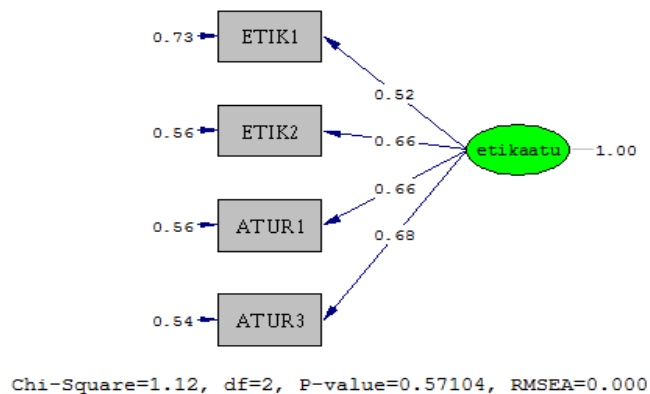 0.73 ETIK1
0.52
0.56 ETIK2
0.66
etikaatu 1.00
0.66
0.56 ATUR1
0.68
0.54 ATUR3
Chi-Square=1.12, df=2, P-value=0.57104, RMSEA=0.000